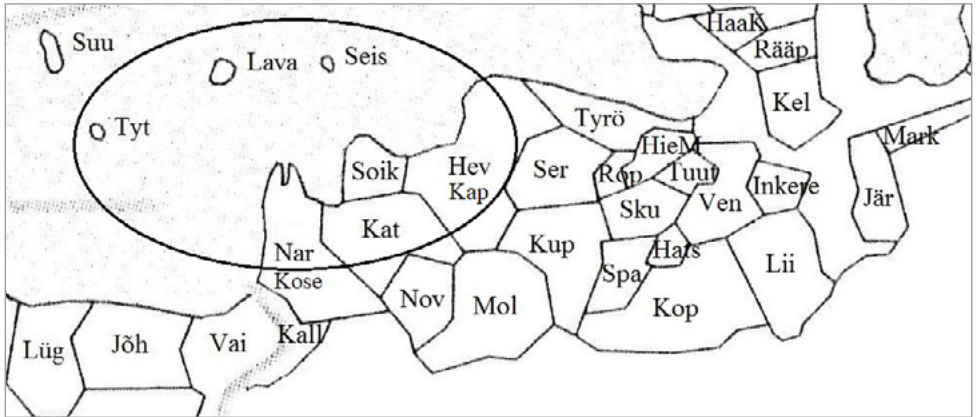 Suu
Lava
Seis
Tyt
HaaK
Rääp
Kel
Mark
Tyrö
HieM
Soik
Hev
Kap
Ser
Rop
Tuut
Inkere
Jär
Kat
Sku
Ven
Nar
Kose
Kup
Hats
Spa
Lii
Nov
Mol
Kop
Lüg
Jõh
Vai
Kall